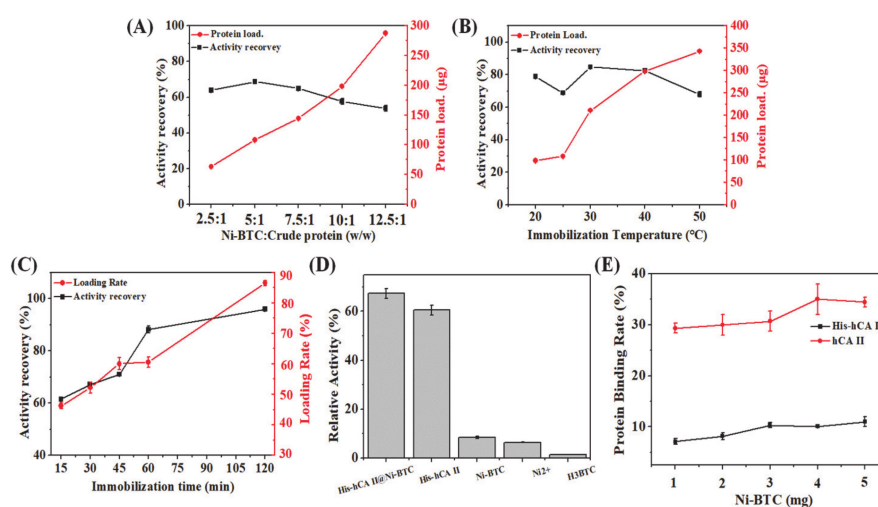 (A)
Protein load.
Activity recorvey
Activity recovery (%)
100
80
60
40
20
0
300
250
200
150
100
50
0
Protein load. (µg)
2.5:1 5:1 7.5:1 10:1 12.5:1
Ni-BTC:Crude protein (w/w)
(B)
Protein Load.
Activity recovery
Activity recovery (%)
100
80
60
40
20
0
400
350
300
250
200
150
100
50
0
Protein load. (µg)
20 30 40 50
Immobilization Temperature (°C)
(C)
Loading Rate
Activity recovery
Activity recovery (%)
100
80
60
40
90
80
70
60
50
40
30
Loading Rate (%)
15 30 45 60 75 90 105 120
Immobilization time (min)
(D)
Relative Activity (%)
60
40
20
0
His-hCA II@Ni-BTC
His-hCA II
Ni-BTC
Ni2+
H3BTC
(E)
Protein Binding Rate (%)
40
30
20
10
0
His-hCA I
hCA II
1 2 3 4 5
Ni-BTC (mg)